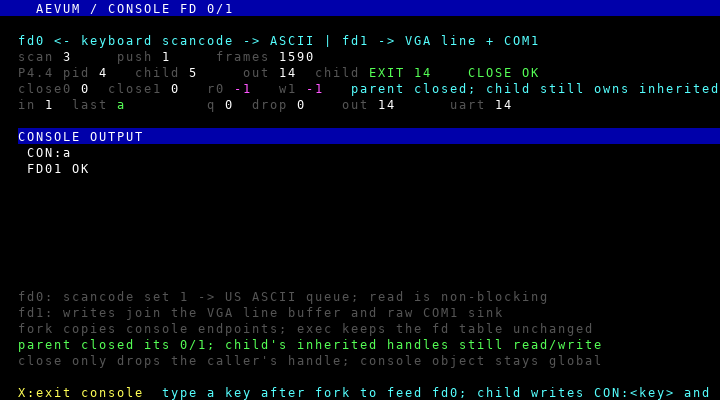 AEVUM / CONSOLE FD 0/1
fd0 <- keyboard scancode -> ASCII | fd1 -> VGA line + COM1
scan 3 push 1 frames 1590
P4.4 pid 4 child 5 out 14 child EXIT 14 CLOSE OK
close0 0 close1 0 r0 -1 w1 -1 parent closed; child still owns inherited
in 1 last a q 0 drop 0 out 14 uart 14
CONSOLE OUTPUT
CON:a
FD01 OK
fd0: scancode set 1 -> US ASCII queue; read is non-blocking
fd1: writes join the VGA line buffer and raw COM1 sink
fork copies console endpoints; exec keeps the fd table unchanged
parent closed its 0/1; child's inherited handles still read/write
close only drops the caller's handle; console object stays global
X:exit console type a key after fork to feed fd0; child writes CON:<key> and